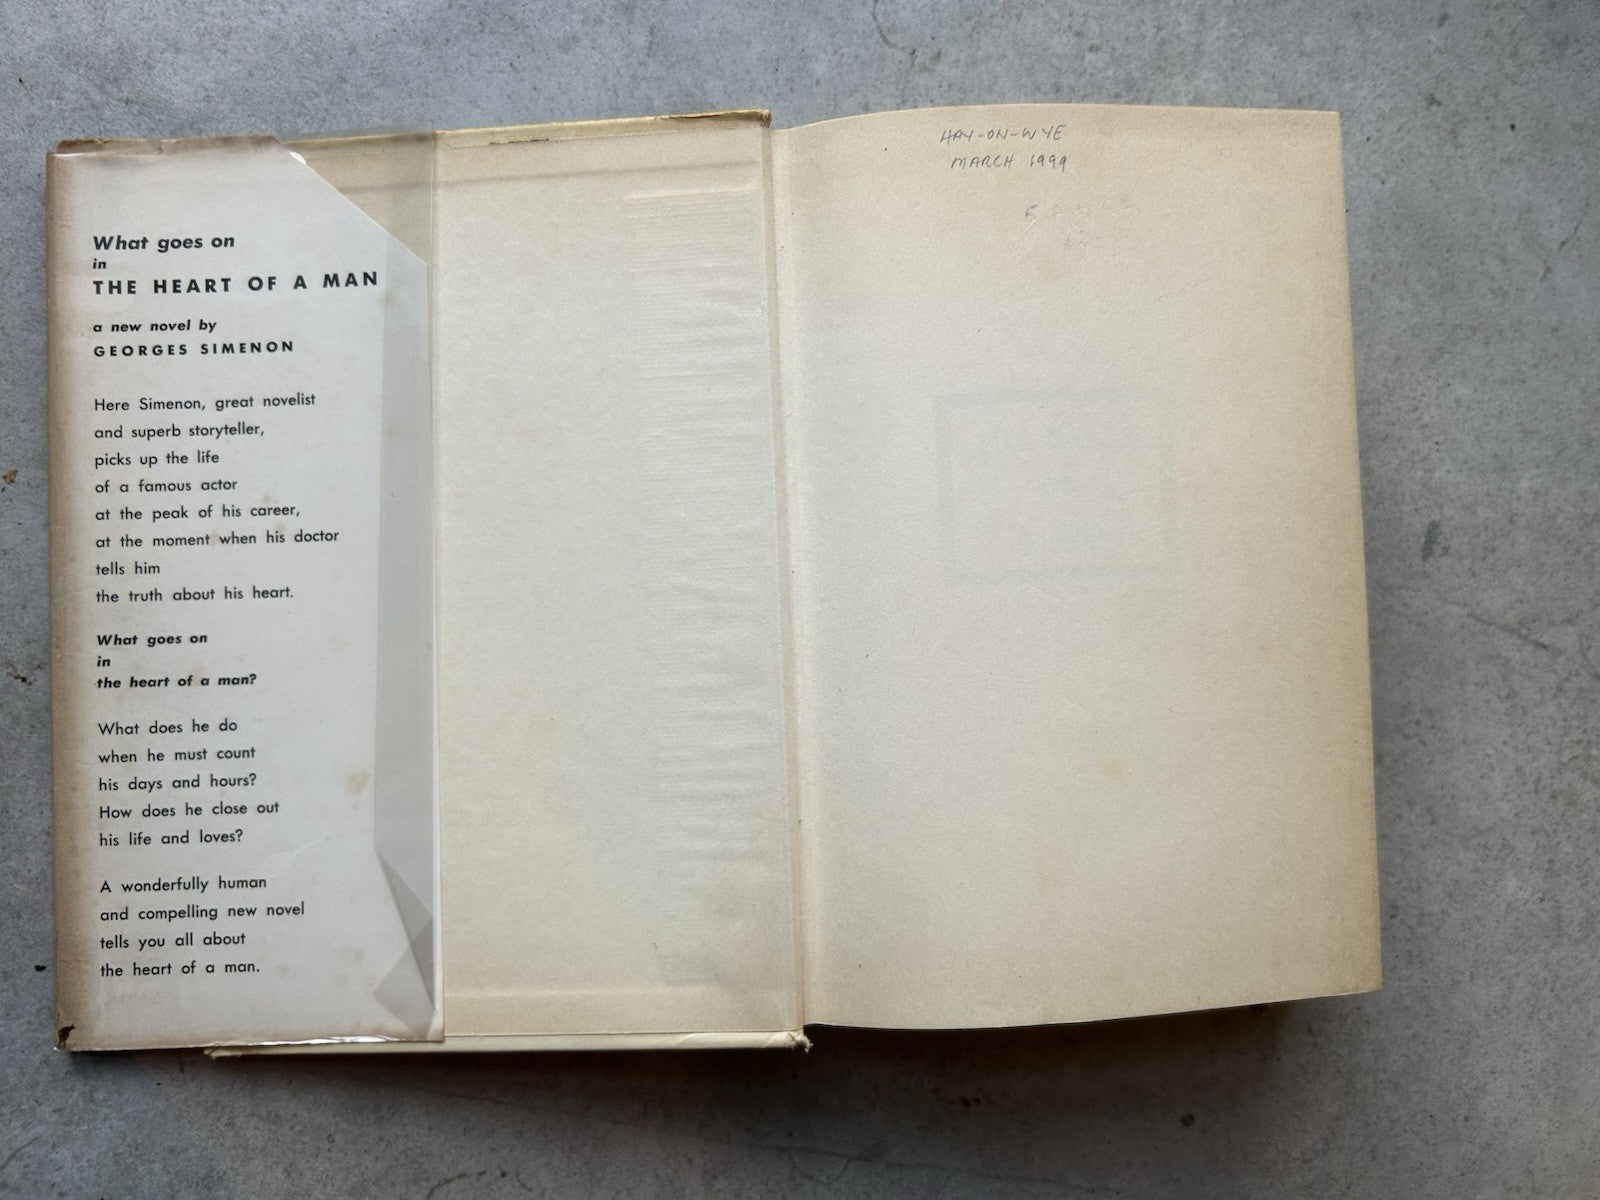 What goes on
in
THE HEART OF A MAN
a new novel by
GEORGES SIMENON
Here Simenon, great novelist
and superb storyteller,
picks up the life
of a famous actor
at the peak of his career,
at the moment when his doctor
tells him
the truth about his heart.
What goes on
in
the heart of a man?
What does he do
when he must count
his days and hours?
How does he close out
his life and loves?
A wonderfully human
and compelling new novel
tells you all about
the heart of a man.
HAY-ON-WYE
MARCH 1999